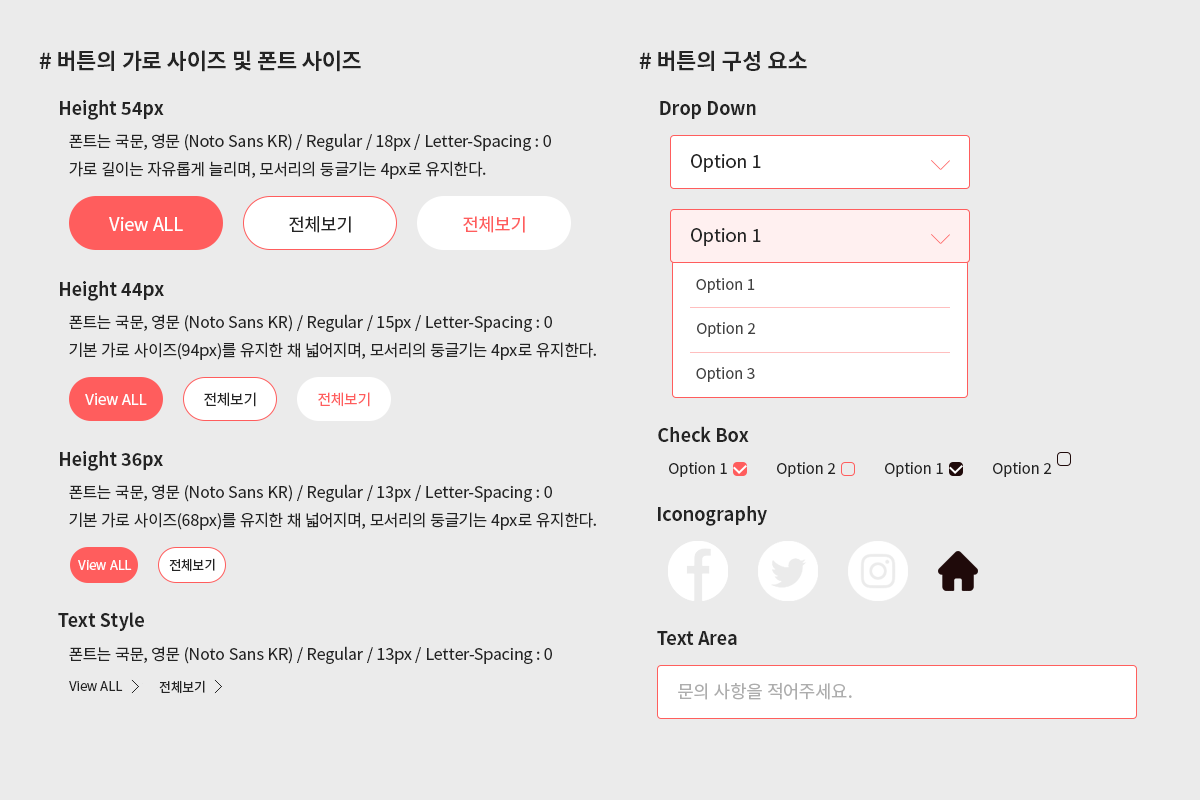 # 버튼의 가로 사이즈 및 폰트 사이즈
Height 54px
폰트는 국문, 영문 (Noto Sans KR) / Regular / 18px / Letter-Spacing : 0
가로 길이는 자유롭게 늘리며, 모서리의 둥글기는 4px로 유지한다.
View ALL
전체보기
전체보기
Height 44px
폰트는 국문, 영문 (Noto Sans KR) / Regular / 15px / Letter-Spacing : 0
기본 가로 사이즈(94px)를 유지한 채 넓어지며, 모서리의 둥글기는 4px로 유지한다.
View ALL
전체보기
전체보기
Height 36px
폰트는 국문, 영문 (Noto Sans KR) / Regular / 13px / Letter-Spacing : 0
기본 가로 사이즈(68px)를 유지한 채 넓어지며, 모서리의 둥글기는 4px로 유지한다.
View ALL
전체보기
Text Style
폰트는 국문, 영문 (Noto Sans KR) / Regular / 13px / Letter-Spacing : 0
View ALL
전체보기
# 버튼의 구성 요소
Drop Down
Option 1
Option 1
Option 1
Option 2
Option 3
Check Box
Option 1
Option 2
Option 1
Option 2
Iconography
Text Area
문의 사항을 적어주세요.